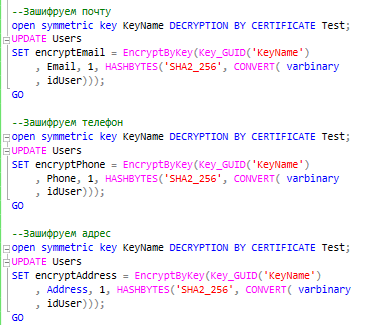 --Зашифруем почту
open symmetric key KeyName DECRYPTION BY CERTIFICATE Test;
UPDATE Users
SET encryptEmail = EncryptByKey(Key_GUID('KeyName')
, Email, 1, HASHBYTES('SHA2_256', CONVERT( varbinary
, idUser)));
GO
--Зашифруем телефон
open symmetric key KeyName DECRYPTION BY CERTIFICATE Test;
UPDATE Users
SET encryptPhone = EncryptByKey(Key_GUID('KeyName')
, Phone, 1, HASHBYTES('SHA2_256', CONVERT( varbinary
, idUser)));
GO
--Зашифруем адрес
open symmetric key KeyName DECRYPTION BY CERTIFICATE Test;
UPDATE Users
SET encryptAddress = EncryptByKey(Key_GUID('KeyName')
, Address, 1, HASHBYTES('SHA2_256', CONVERT( varbinary
, idUser)));
GO